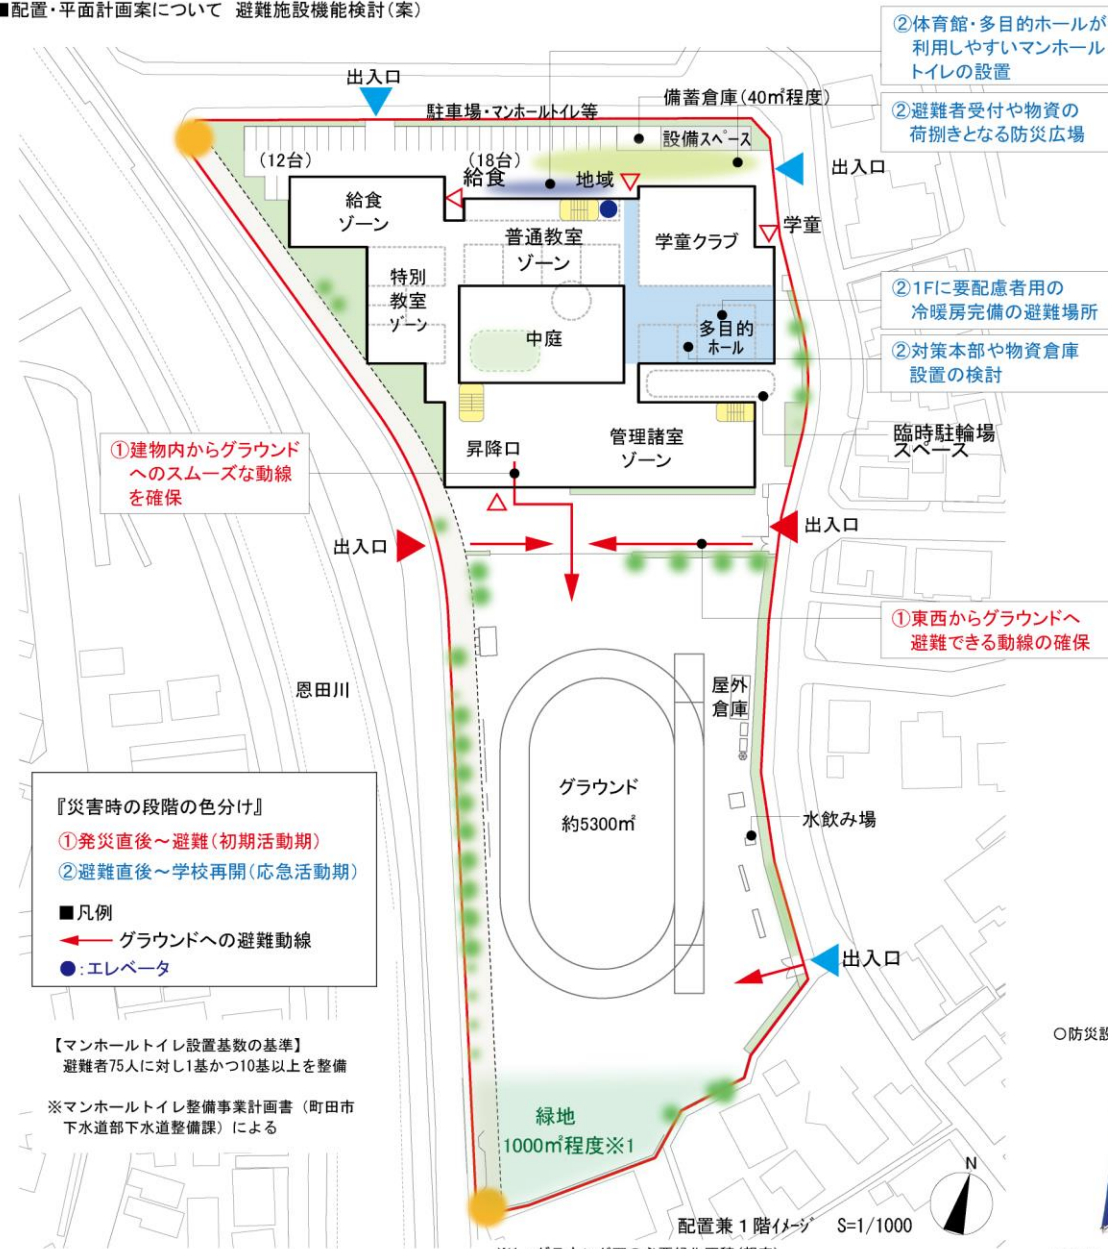 ■配置・平面計画案について　避難施設機能検討(案)
②体育館・多目的ホールが
利用しやすいマンホール
トイレの設置
出入口
駐車場・マンホールトイレ等
備蓄倉庫(40㎡程度)
②避難者受付や物資の
荷捌きとなる防災広場
設備スペース
(12台)
(18台)
給食
地域
出入口
給食
ゾーン
普通教室
ゾーン
学童クラブ
学童
特別
教室
ゾーン
②1Fに要配慮者用の
冷暖房完備の避難場所
中庭
多目的
ホール
②対策本部や物資倉庫
設置の検討
①建物内からグラウンド
へのスムーズな動線
を確保
昇降口
管理諸室
ゾーン
臨時駐輪場
スペース
出入口
出入口
①東西からグラウンドへ
避難できる動線の確保
恩田川
屋外
倉庫
グラウンド
約5300㎡
水飲み場
『災害時の段階の色分け』
①発災直後～避難(初期活動期)
②避難直後～学校再開(応急活動期)
■凡例
グラウンドへの避難動線
●:エレベータ
出入口
【マンホールトイレ設置基数の基準】
避難者75人に対し1基かつ10基以上を整備
※マンホールトイレ整備事業計画書（町田市
下水道部下水道整備課）による
○防災設
緑地
1000㎡程度※1
N
配置兼１階イメージ　S=1/1000